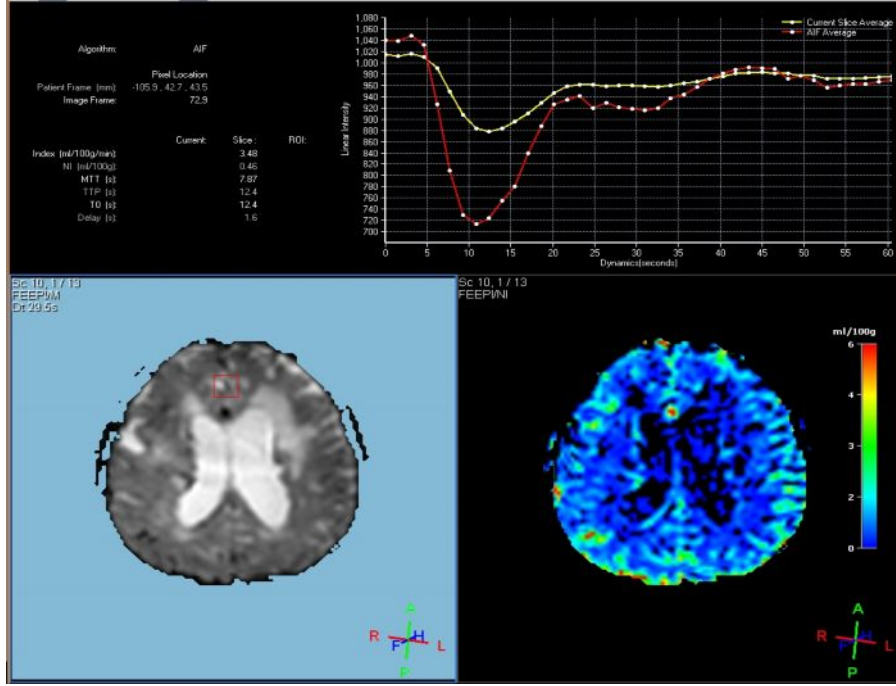 Algorithm: AIF
Pixel Location
Patient Frame (mm): -105.9 , 42.7 , 43.5
Image Frame: 72.9
Current: Slice : ROI:
Index (ml/100g/min): 3.48
NI (ml/100g): 0.46
MTT (s): 7.87
TTP (s): 12.4
T0 (s): 12.4
Delay (s): 1.6
Current Slice Average
AIF Average
Linear Intensity
1,080
1,060
1,040
1,020
1,000
980
960
940
920
900
880
860
840
820
800
780
760
740
720
700
0 5 10 15 20 25 30 35 40 45 50 55 60
Dynamics(seconds)
Sc 10, 1 / 13
FEEPI/M
Dt 29.5s
A
R F H L
P
Sc 10, 1 / 13
FEEPI/NI
ml/100g
6
4
3
2
0
A
R F H L
P